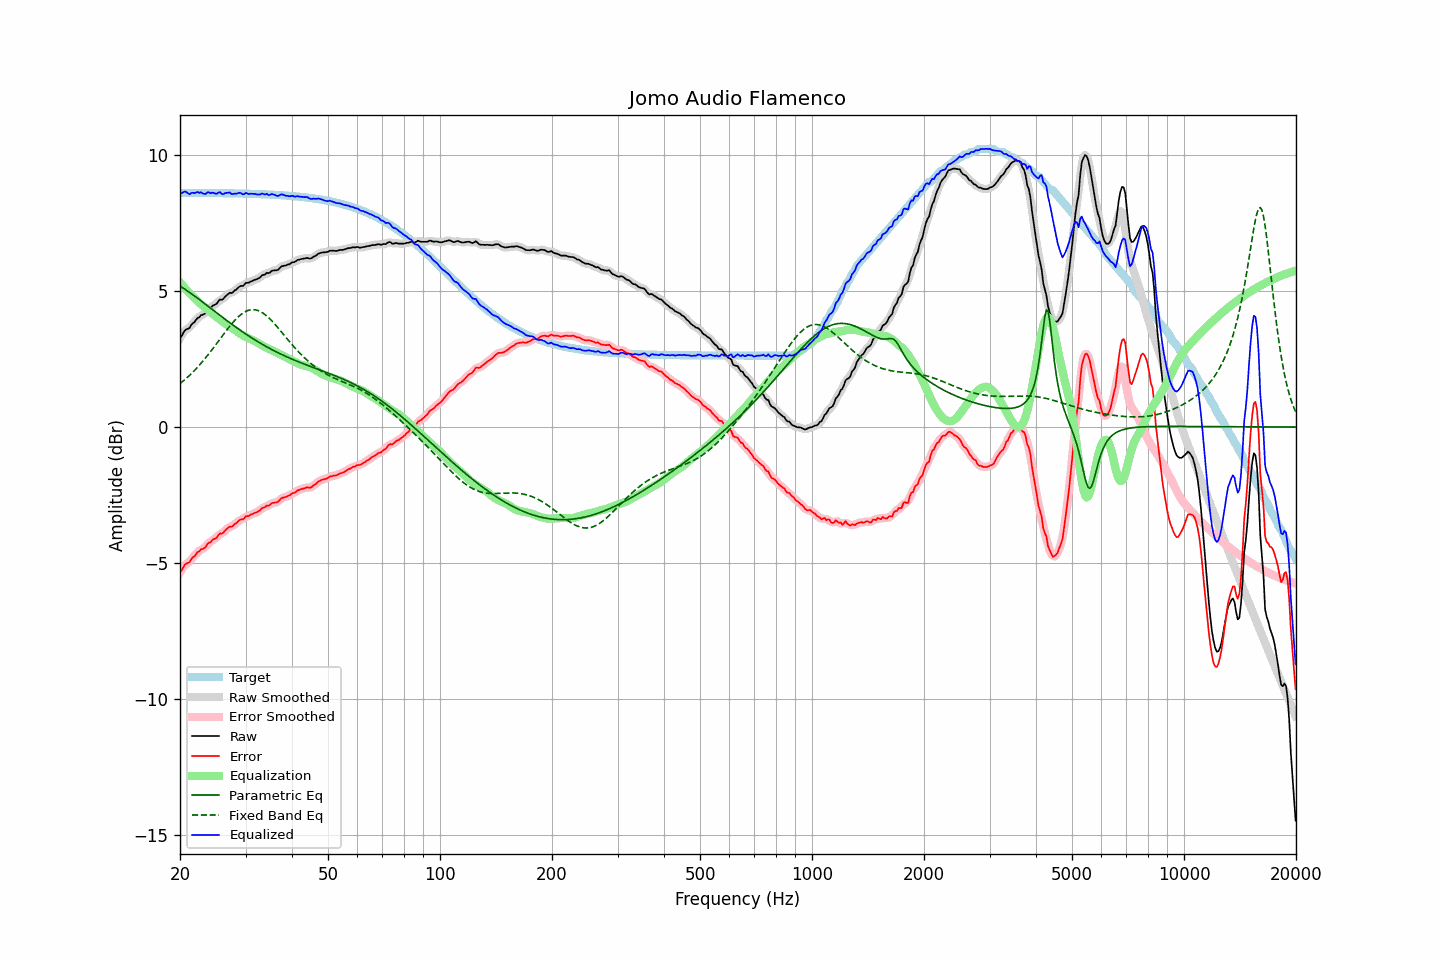 Jomo Audio Flamenco
Amplitude (dBr)
10
5
0
−5
−10
−15
Target
Raw Smoothed
Error Smoothed
Raw
Error
Equalization
Parametric Eq
Fixed Band Eq
Equalized
20 50 100 200 500 1000 2000 5000 10000 20000
Frequency (Hz)